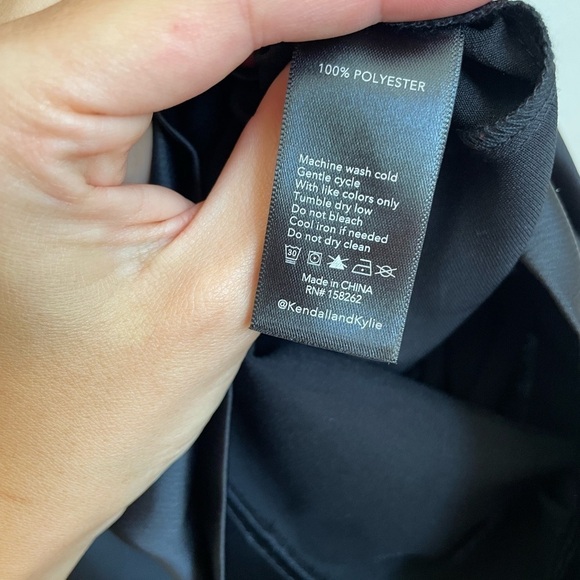 100% POLYESTER
Machine wash cold
Gentle cycle
With like colors only
Tumble dry low
Do not bleach
Cool iron if needed
Do not dry clean
30
Made in CHINA
RN# 158262
@KendallandKylie